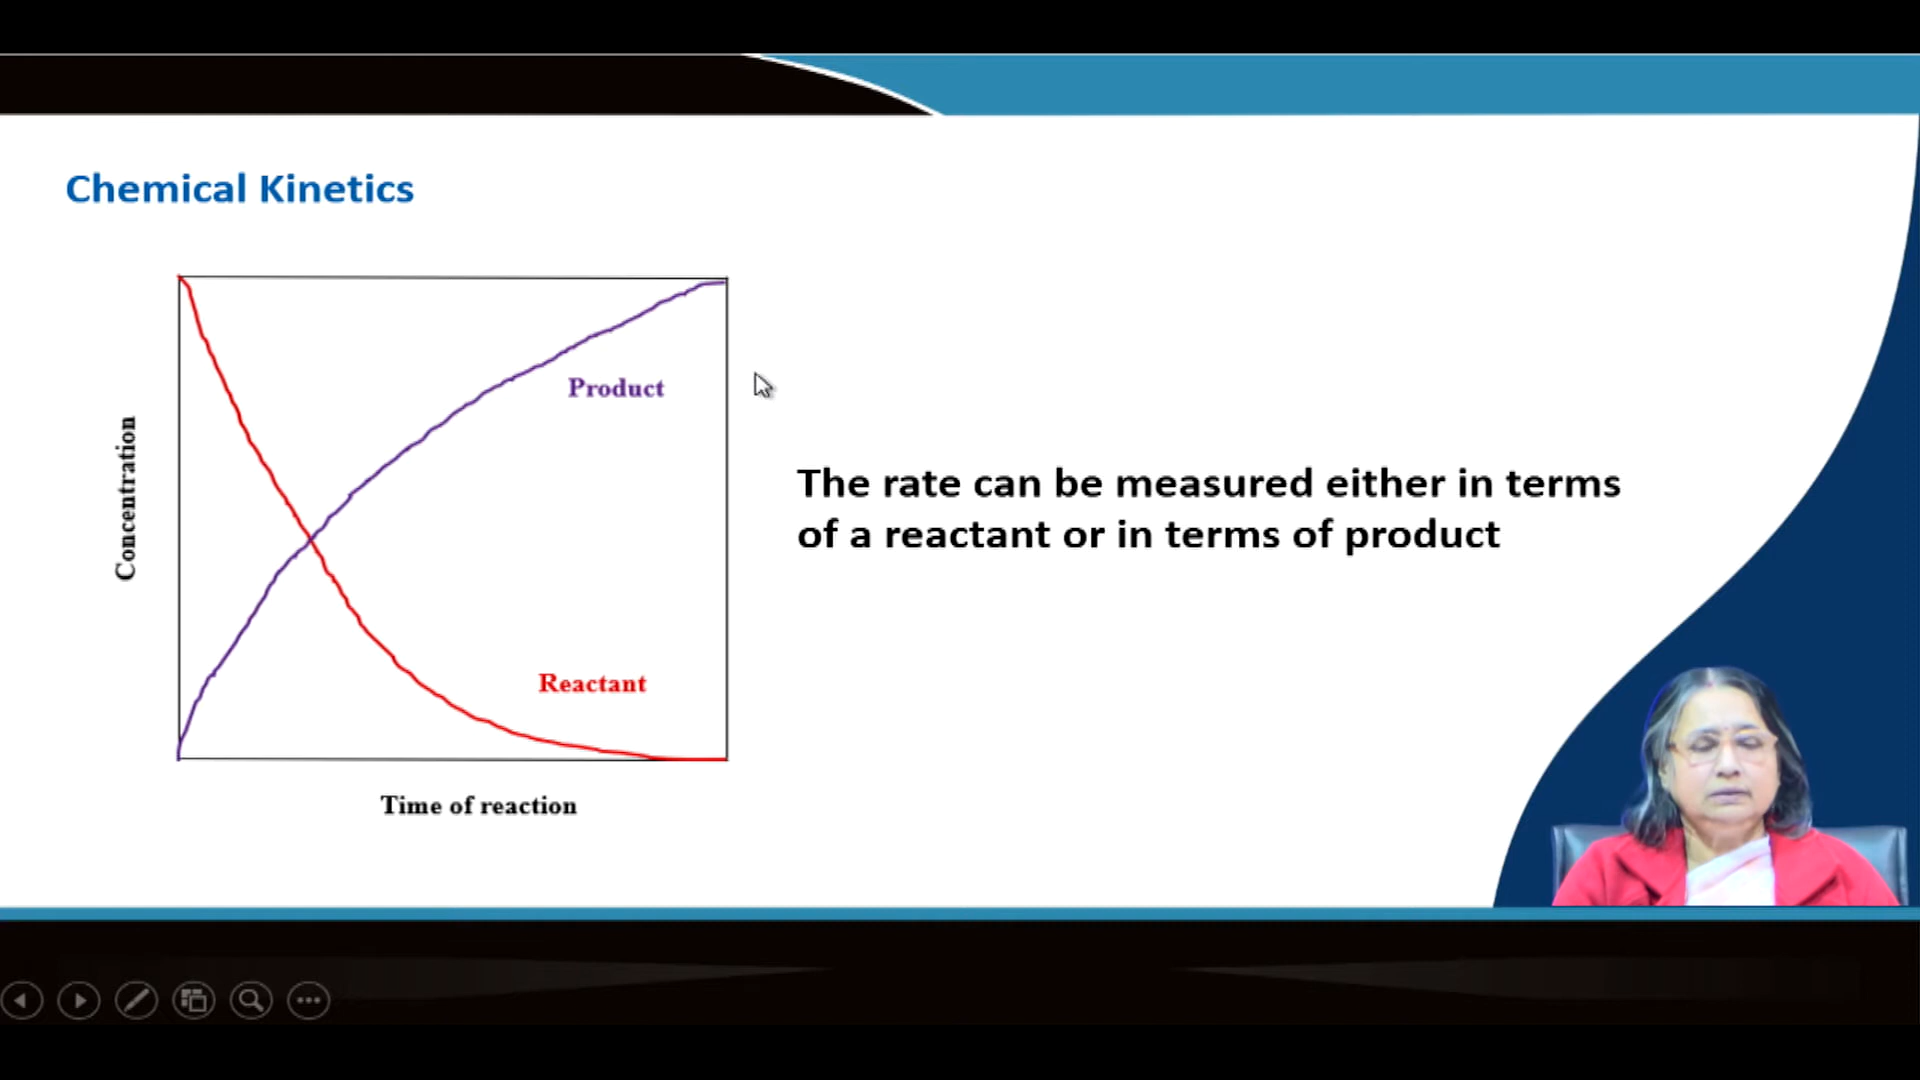 Chemical Kinetics
Concentration
Product
Reactant
Time of reaction
The rate can be measured either in terms
of a reactant or in terms of product